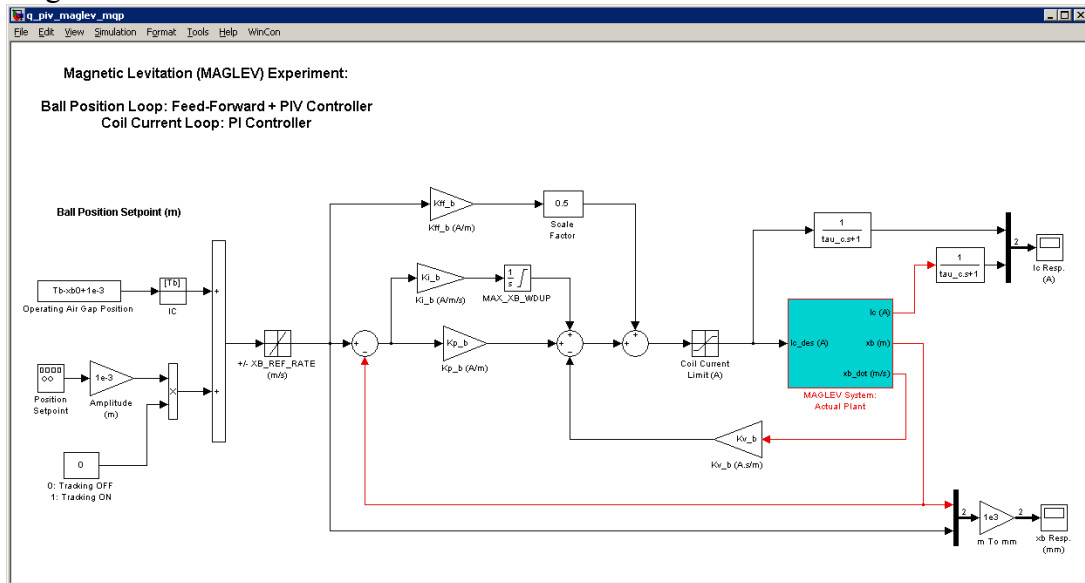 q_piv_maglev_mqp
File Edit View Simulation Format Tools Help WinCon
Magnetic Levitation (MAGLEV) Experiment:
Ball Position Loop: Feed-Forward + PIV Controller
Coil Current Loop: PI Controller
Ball Position Setpoint (m)
Tb-xb0+1e-3
Operating Air Gap Position
[Tb]
IC
Position
Setpoint
1e-3
Amplitude
(m)
×
0
0: Tracking OFF
1: Tracking ON
+
+
+/- XB_REF_RATE
(m/s)
+
−
Kff_b
Kff_b (A/m)
0.5
Scale
Factor
Ki_b
Ki_b (A/m/s)
1
s
MAX_XB_WDUP
Kp_b
Kp_b (A/m)
+
+
−
+
+
Coil Current
Limit (A)
Kv_b
Kv_b (A.s/m)
Ic_des (A)
Ic (A)
xb (m)
xb_dot (m/s)
MAGLEV System:
Actual Plant
1
tau_c.s+1
1
tau_c.s+1
2
Ic Resp.
(A)
2
1e3
m To mm
2
xb Resp.
(mm)